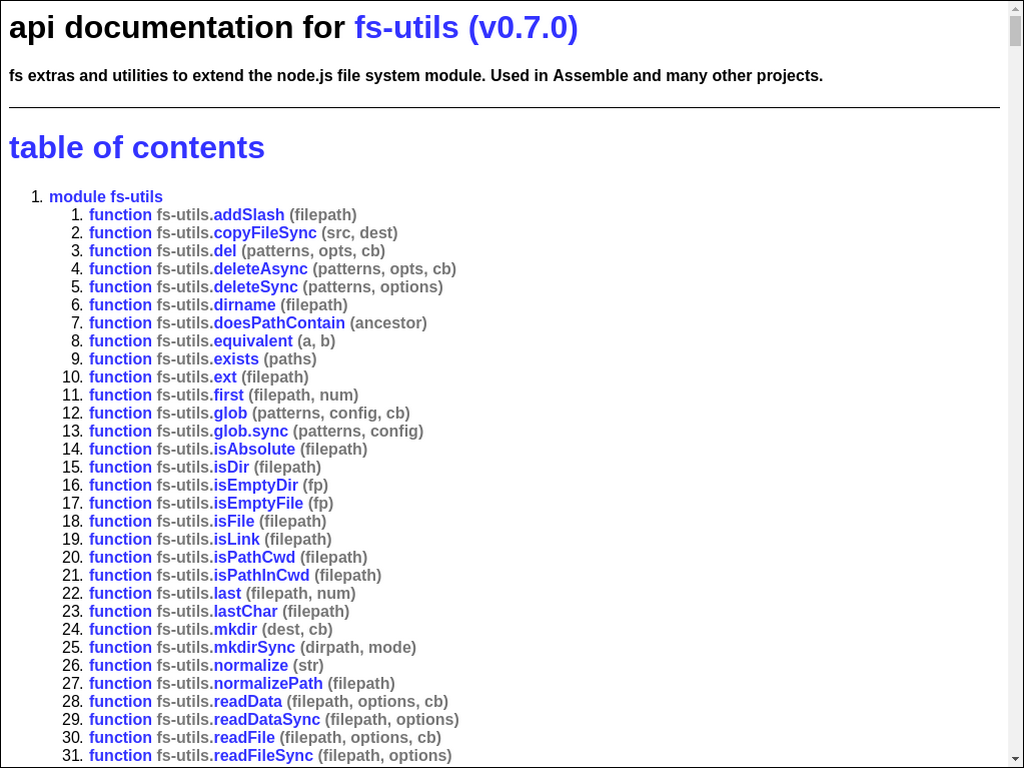 api documentation for fs-utils (v0.7.0)
fs extras and utilities to extend the node.js file system module. Used in Assemble and many other projects.
table of contents
1. module fs-utils
1. function fs-utils.addSlash (filepath)
2. function fs-utils.copyFileSync (src, dest)
3. function fs-utils.del (patterns, opts, cb)
4. function fs-utils.deleteAsync (patterns, opts, cb)
5. function fs-utils.deleteSync (patterns, options)
6. function fs-utils.dirname (filepath)
7. function fs-utils.doesPathContain (ancestor)
8. function fs-utils.equivalent (a, b)
9. function fs-utils.exists (paths)
10. function fs-utils.ext (filepath)
11. function fs-utils.first (filepath, num)
12. function fs-utils.glob (patterns, config, cb)
13. function fs-utils.glob.sync (patterns, config)
14. function fs-utils.isAbsolute (filepath)
15. function fs-utils.isDir (filepath)
16. function fs-utils.isEmptyDir (fp)
17. function fs-utils.isEmptyFile (fp)
18. function fs-utils.isFile (filepath)
19. function fs-utils.isLink (filepath)
20. function fs-utils.isPathCwd (filepath)
21. function fs-utils.isPathInCwd (filepath)
22. function fs-utils.last (filepath, num)
23. function fs-utils.lastChar (filepath)
24. function fs-utils.mkdir (dest, cb)
25. function fs-utils.mkdirSync (dirpath, mode)
26. function fs-utils.normalize (str)
27. function fs-utils.normalizePath (filepath)
28. function fs-utils.readData (filepath, options, cb)
29. function fs-utils.readDataSync (filepath, options)
30. function fs-utils.readFile (filepath, options, cb)
31. function fs-utils.readFileSync (filepath, options)